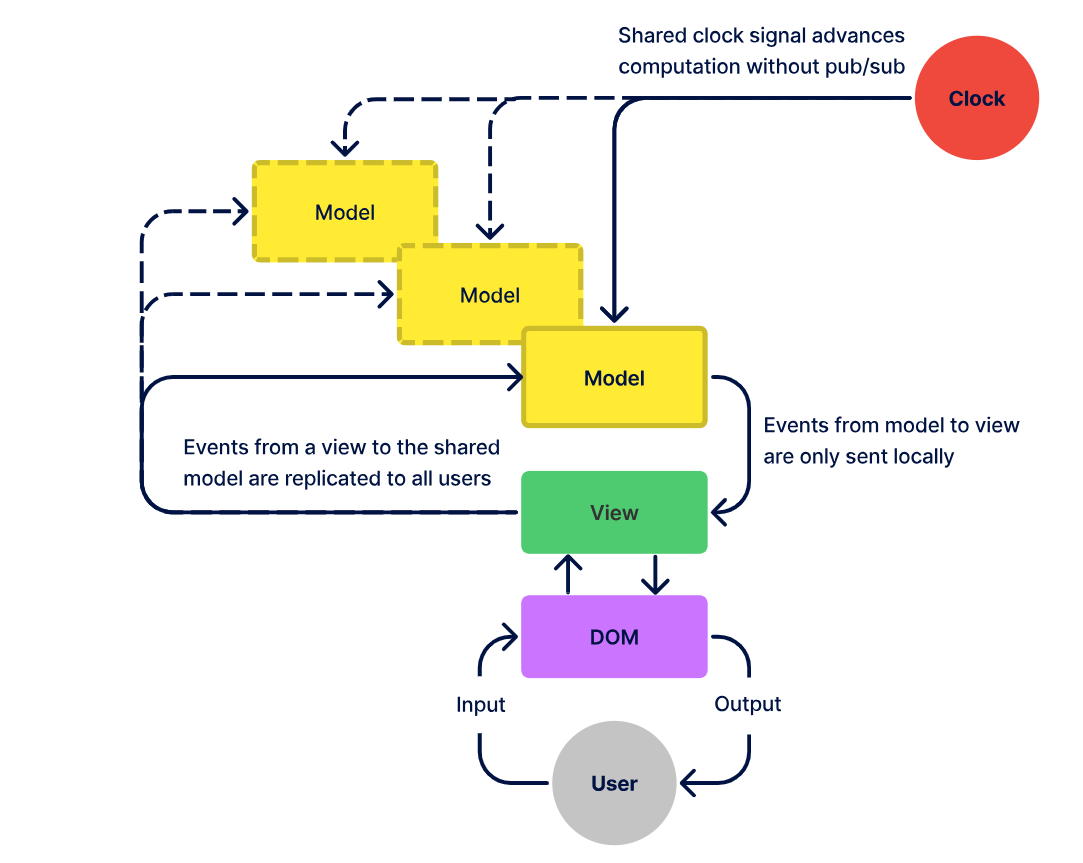 Shared clock signal advances
computation without pub/sub
Clock
Model
Model
Model
Events from a view to the shared
model are replicated to all users
Events from model to view
are only sent locally
View
DOM
Input
Output
User